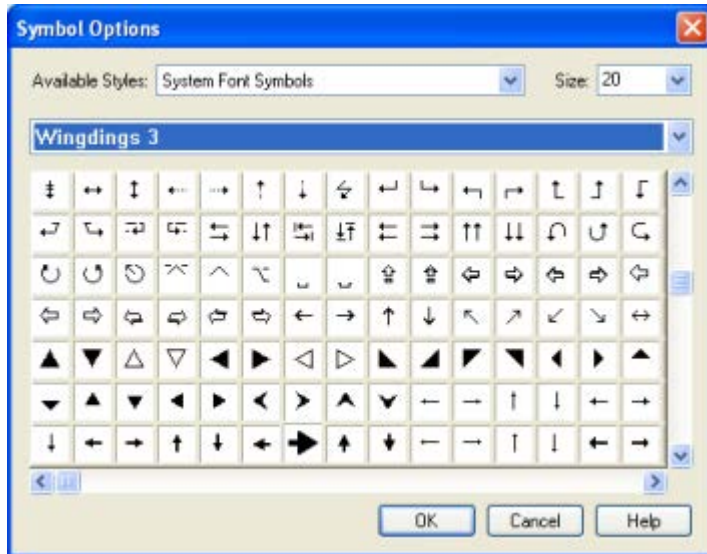 Symbol Options
Available Styles: System Font Symbols Size: 20
Wingdings 3
OK Cancel Help